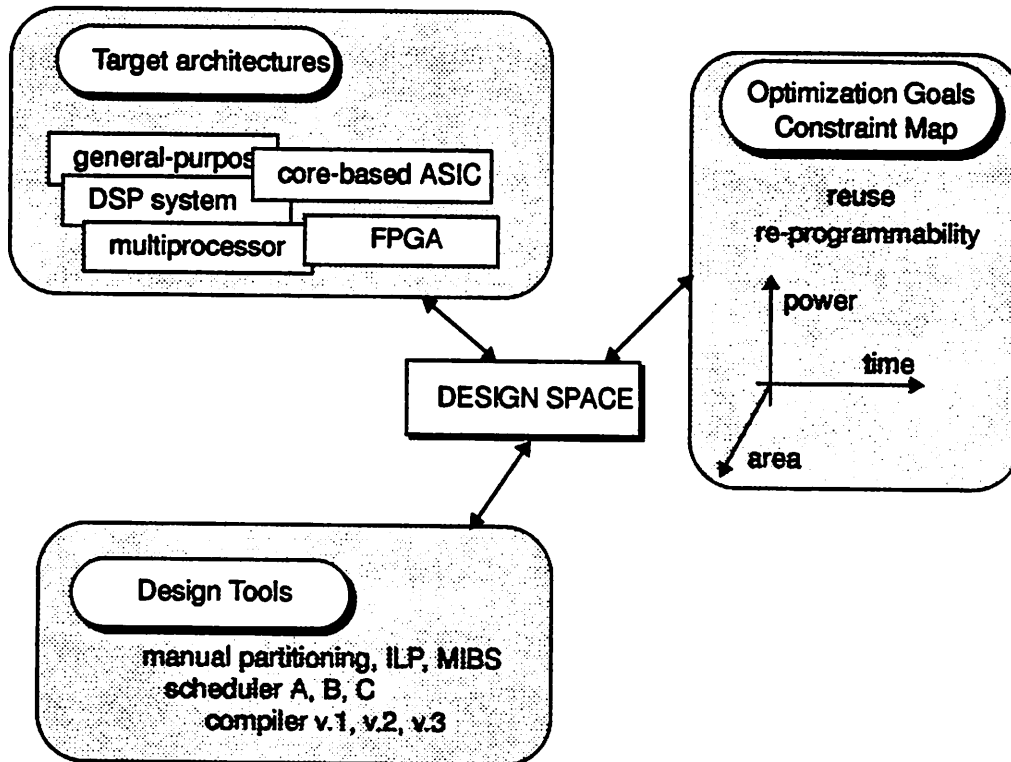 Target architectures
general-purpos
core-based ASIC
DSP system
multiprocessor
FPGA
Optimization Goals
Constraint Map
reuse
re-programmability
power
time
area
DESIGN SPACE
Design Tools
manual partitioning, ILP, MIBS
scheduler A, B, C
compiler v.1, v.2, v.3